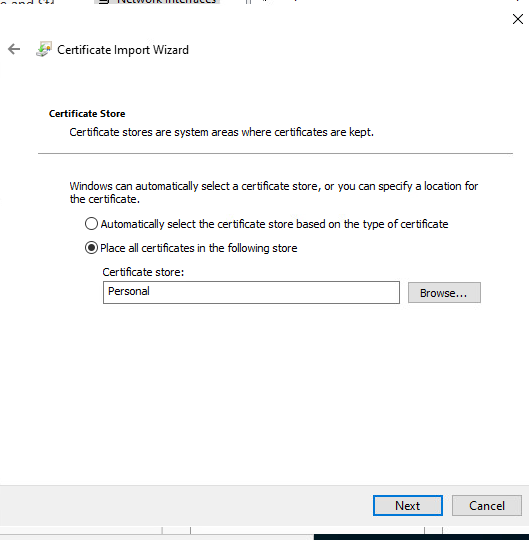 Network Interfaces
Certificate Import Wizard
Certificate Store
Certificate stores are system areas where certificates are kept.
Windows can automatically select a certificate store, or you can specify a location for
the certificate.
Automatically select the certificate store based on the type of certificate
Place all certificates in the following store
Certificate store:
Personal
Browse...
Next
Cancel